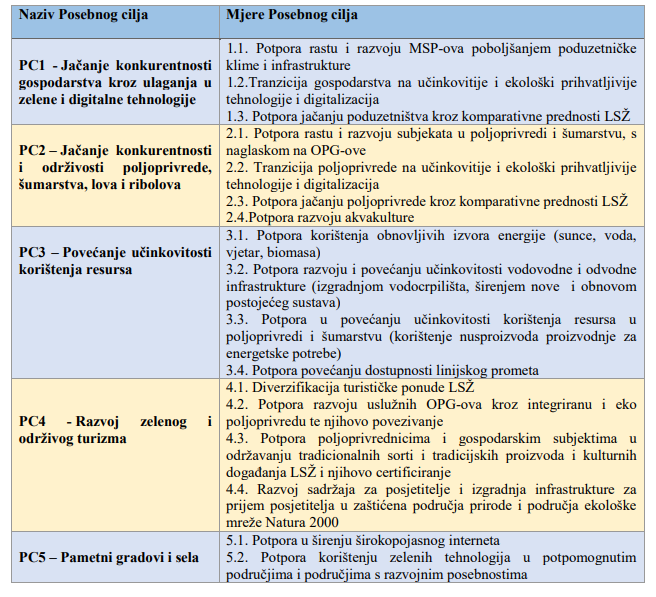 Naziv Posebnog cilja
Mjere Posebnog cilja
PC1 - Jačanje konkurentnosti
gospodarstva kroz ulaganja u
zelene i digitalne tehnologije
1.1. Potpora rastu i razvoju MSP-ova poboljšanjem poduzetničke
klime i infrastrukture
1.2.Tranzicija gospodarstva na učinkovitije i ekološki prihvatljivije
tehnologije i digitalizacija
1.3. Potpora jačanju poduzetništva kroz komparativne prednosti LSŽ
PC2 – Jačanje konkurentnosti
i održivosti poljoprivrede,
šumarstva, lova i ribolova
2.1. Potpora rastu i razvoju subjekata u poljoprivredi i šumarstvu, s
naglaskom na OPG-ove
2.2. Tranzicija poljoprivrede na učinkovitije i ekološki prihvatljivije
tehnologije i digitalizacija
2.3. Potpora jačanju poljoprivrede kroz komparativne prednosti LSŽ
2.4.Potpora razvoju akvakulture
PC3 – Povećanje učinkovitosti
korištenja resursa
3.1. Potpora korištenja obnovljivih izvora energije (sunce, voda,
vjetar, biomasa)
3.2. Potpora razvoju i povećanju učinkovitosti vodovodne i odvodne
infrastrukture (izgradnjom vodocrpilišta, širenjem nove i obnovom
postojećeg sustava)
3.3. Potpora u povećanju učinkovitosti korištenja resursa u
poljoprivredi i šumarstvu (korištenje nusproizvoda proizvodnje za
energetske potrebe)
3.4. Potpora povećanju dostupnosti linijskog prometa
PC4 - Razvoj zelenog i
održivog turizma
4.1. Diverzifikacija turističke ponude LSŽ
4.2. Potpora razvoju uslužnih OPG-ova kroz integriranu i eko
poljoprivredu te njihovo povezivanje
4.3. Potpora poljoprivrednicima i gospodarskim subjektima u
održavanju tradicionalnih sorti i tradicijskih proizvoda i kulturnih
događanja LSŽ i njihovo certificiranje
4.4. Razvoj sadržaja za posjetitelje i izgradnja infrastrukture za
prijem posjetitelja u zaštićena područja prirode i područja ekološke
mreže Natura 2000
PC5 – Pametni gradovi i sela
5.1. Potpora u širenju širokopojasnog interneta
5.2. Potpora korištenju zelenih tehnologija u potpomognutim
područjima i područjima s razvojnim posebnostima